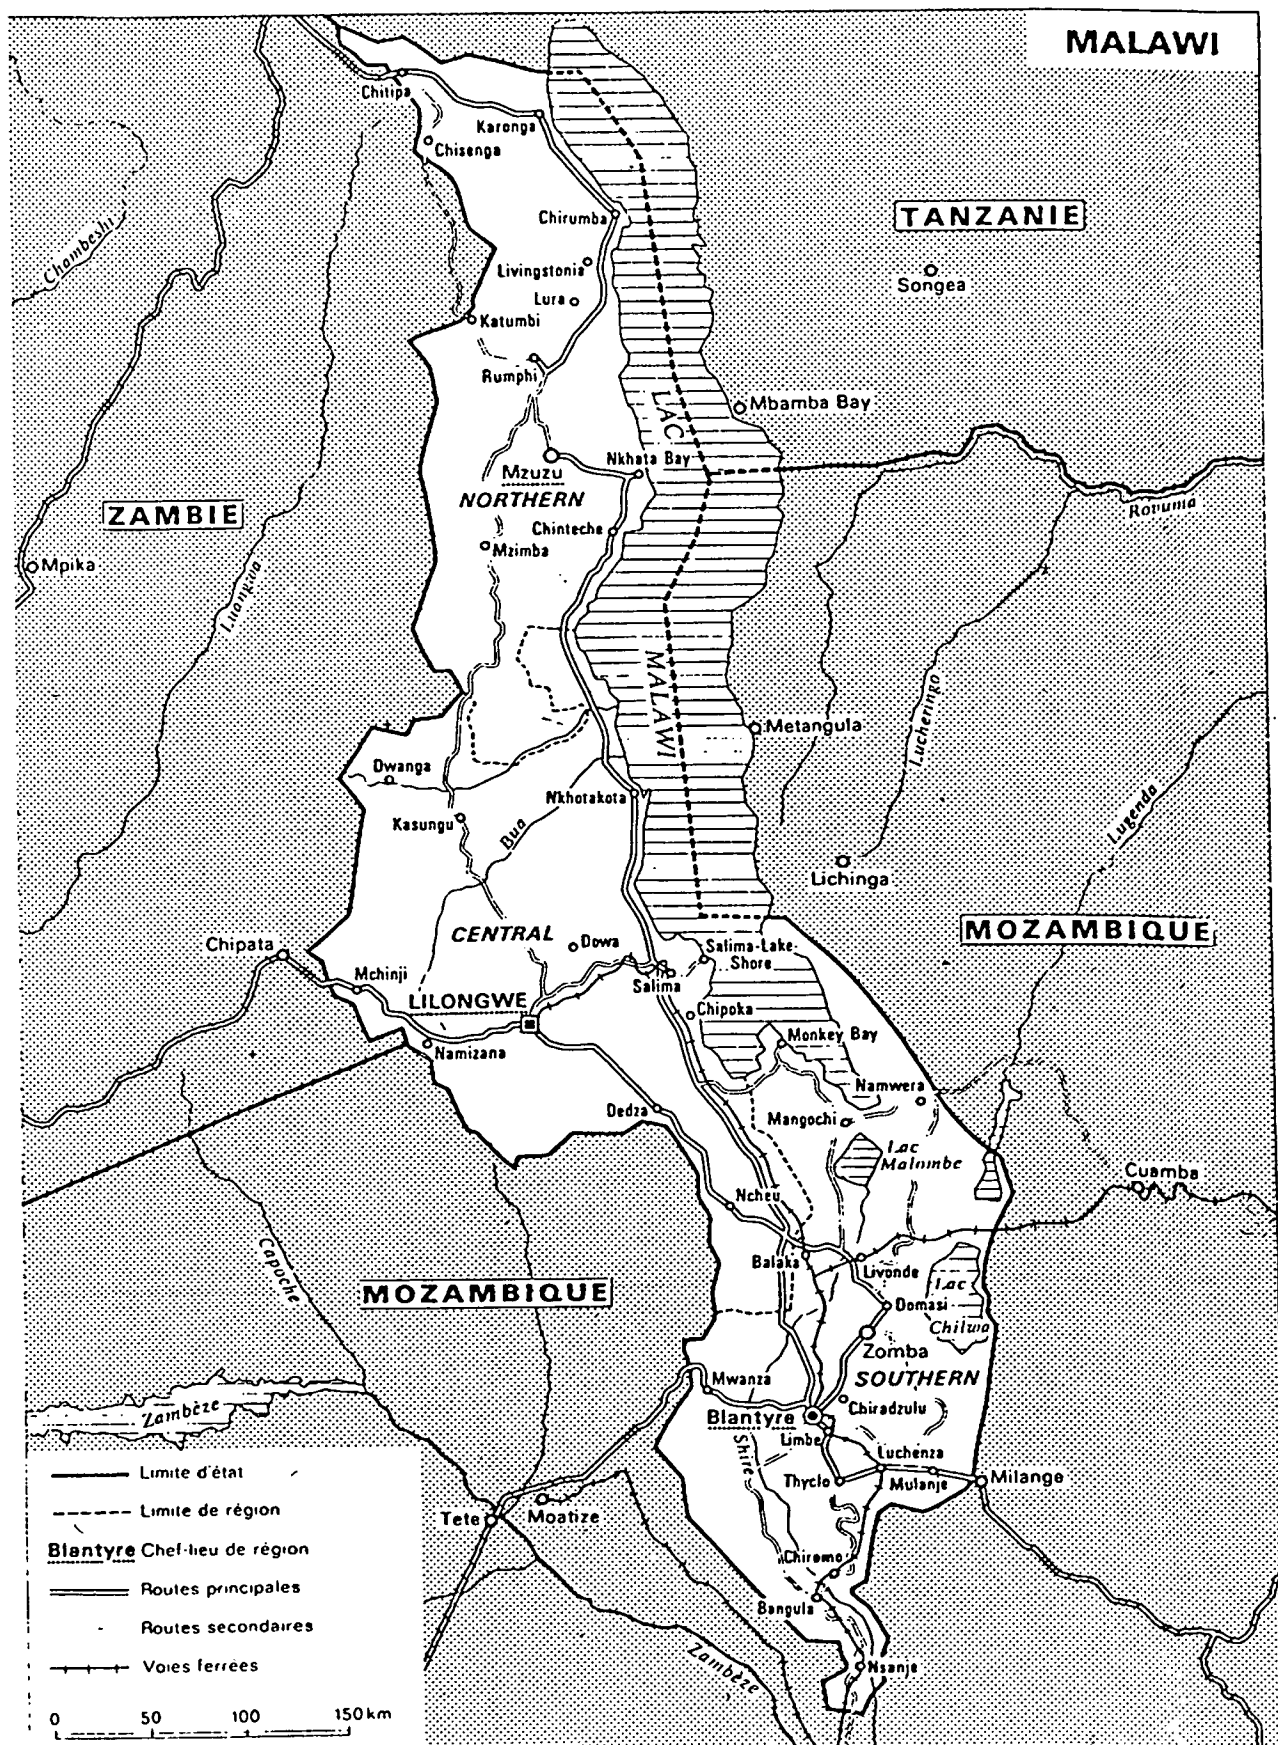 MALAWI
Chitipa
Karonga
Chisenga
Chambeshi
Chirumba
TANZANIE
Livingstonia
Songea
Lura
Katumbi
Rumphi
LAC
Mbamba Bay
Nkhata Bay
Mzuzu
NORTHERN
ZAMBIE
Rovuma
Chinteche
Mzimba
Mpika
Luangwa
MALAWI
Metangula
Lucheringo
Dwanga
Nkhotakota
Kasungu
Bua
Lugenda
Lichinga
MOZAMBIQUE
CENTRAL
Chipata
Dowa
Salima-Lake-
Shore
Mchinji
Salima
LILONGWE
Chipoka
Monkey Bay
Namizana
Namwera
Dedza
Mangochi
Lac
Malombe
Cuamba
Ncheu
Capoche
Balaka
Livonde
MOZAMBIQUE
Lac
Chilwa
Domasi
Zomba
Mwanza
SOUTHERN
Zambèze
Blantyre
Chiradzulu
Limbe
Shire
Luchenza
Thyclo
Mulanje
Milange
Tete
Moatize
Chiromo
Bangula
Zambèze
Nsanje
Limite d'état
Limite de région
Blantyre Chef-lieu de région
Routes principales
Routes secondaires
Voies ferrées
0 50 100 150 km